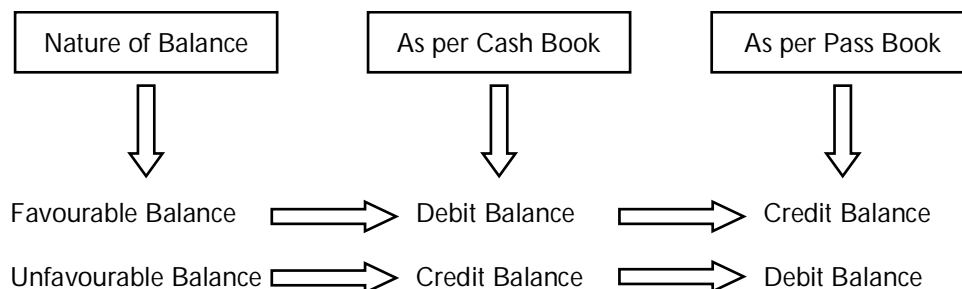 Nature of Balance
As per Cash Book
As per Pass Book
Favourable Balance
Debit Balance
Credit Balance
Unfavourable Balance
Credit Balance
Debit Balance